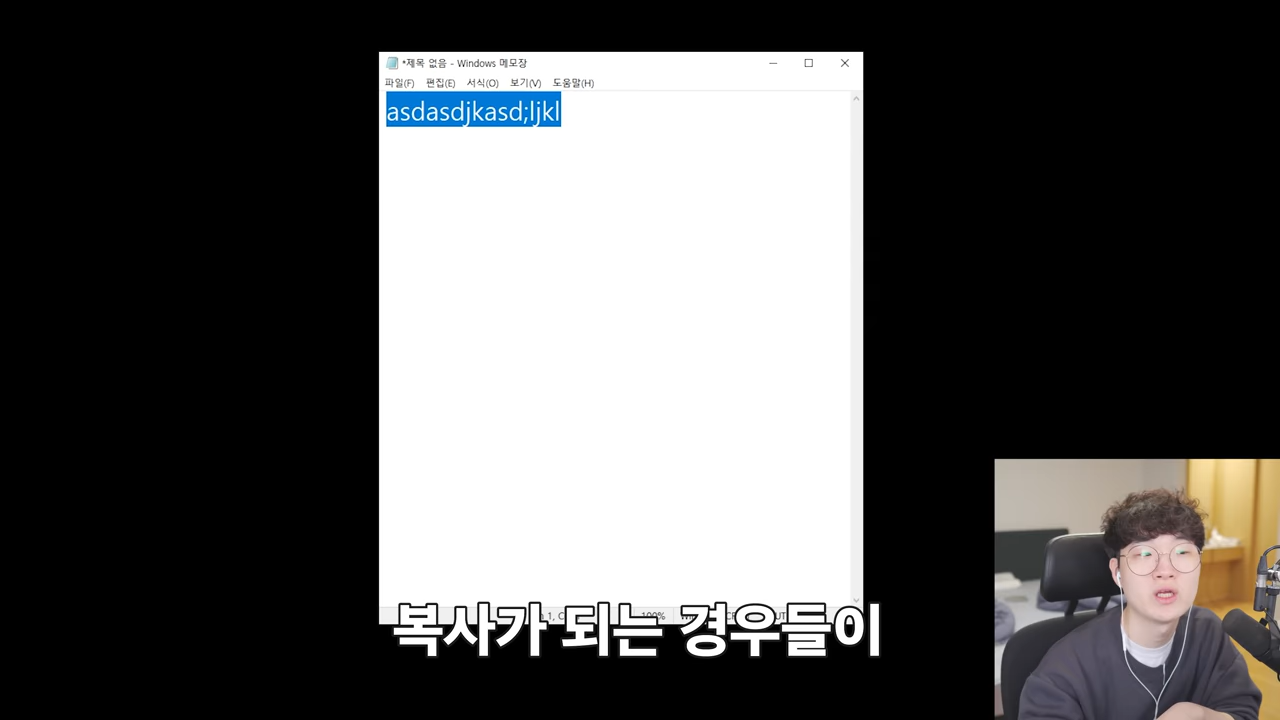 *제목 없음 - Windows 메모장
파일(F) 편집(E) 서식(O) 보기(V) 도움말(H)
asdasdjkasd;ljkl
100%
복사가 되는 경우들이